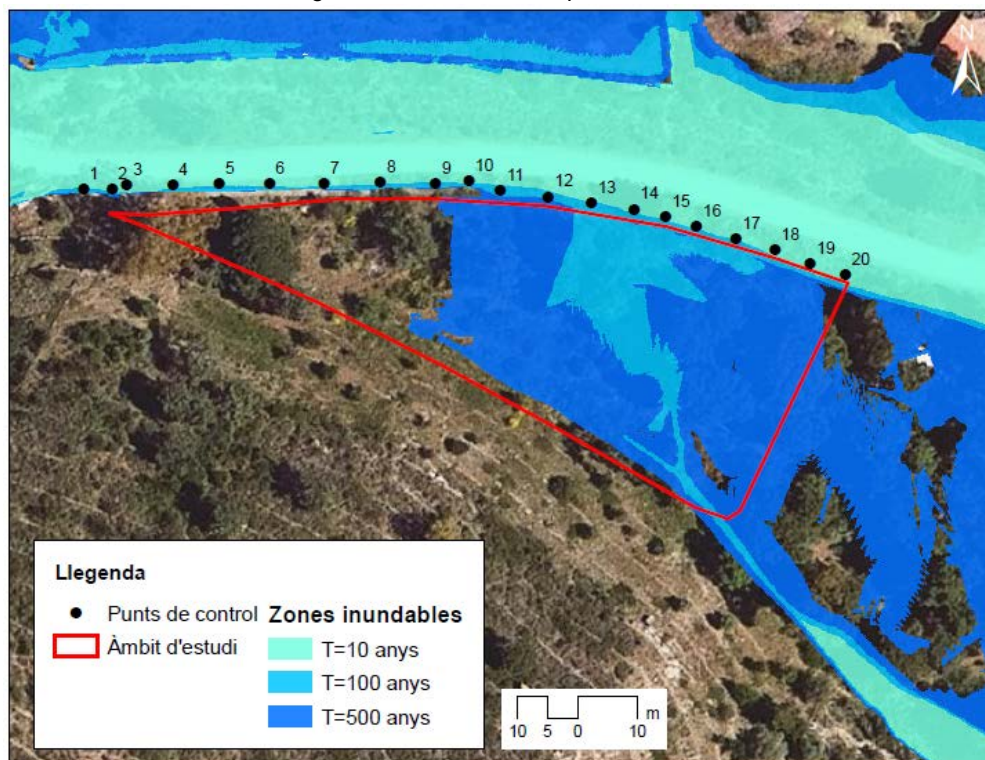 N
1
2
3
4
5
6
7
8
9
10
11
12
13
14
15
16
17
18
19
20
Llegenda
Punts de control
Àmbit d'estudi
Zones inundables
T=10 anys
T=100 anys
T=500 anys
10 5 0 10 m